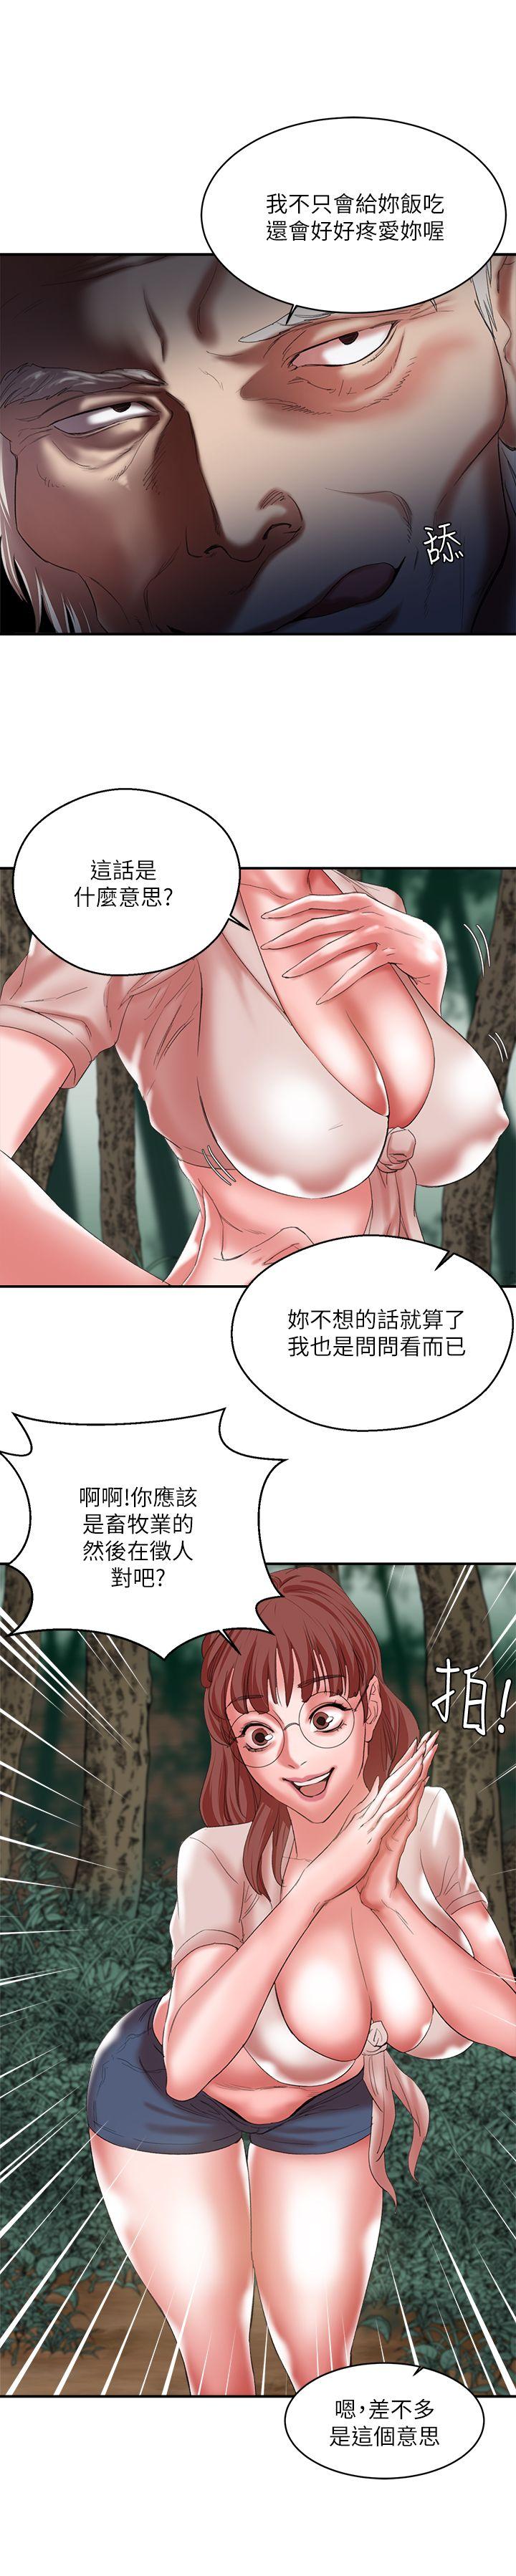 我不只會給妳飯吃
還會好好疼愛妳喔
舔
這話是
什麼意思?
妳不想的話就算了
我也是問問看而已
啊啊!你應該
是畜牧業的
然後在徵人
對吧?
拍!
嗯,差不多
是這個意思